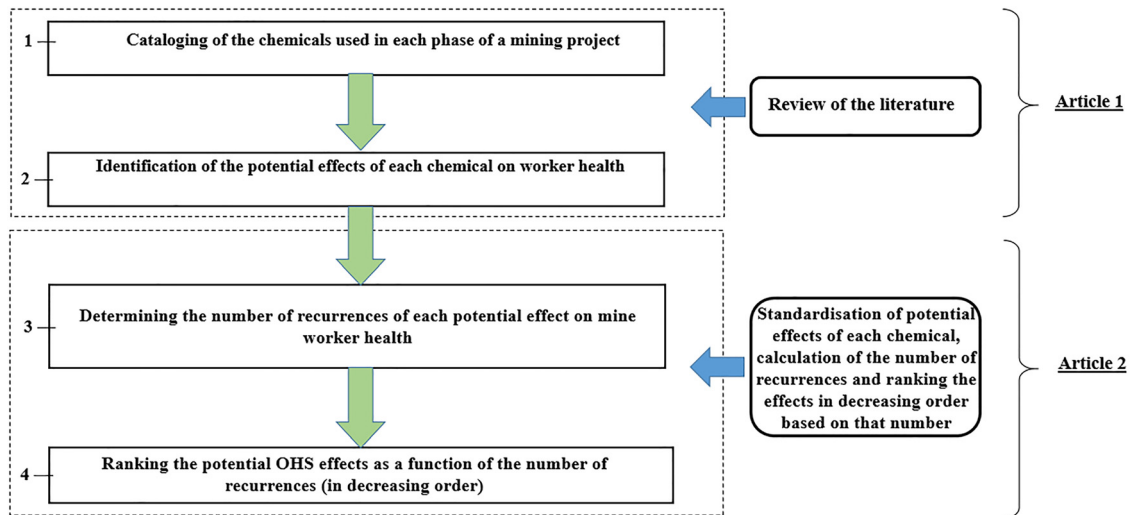 1
Cataloging of the chemicals used in each phase of a mining project
Review of the literature
Article 1
2
Identification of the potential effects of each chemical on worker health
3
Determining the number of recurrences of each potential effect on mine
worker health
Standardisation of potential
effects of each chemical,
calculation of the number of
recurrences and ranking the
effects in decreasing order
based on that number
Article 2
4
Ranking the potential OHS effects as a function of the number of
recurrences (in decreasing order)